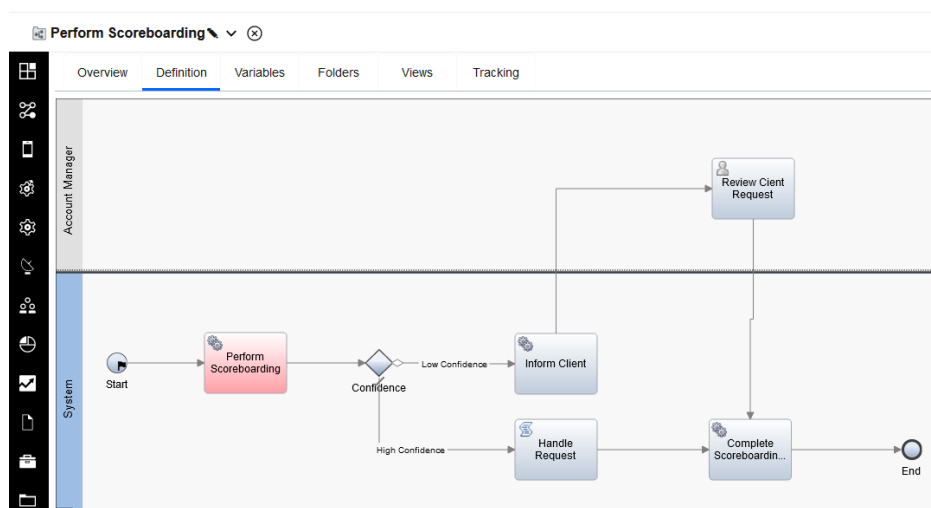 Perform Scoreboarding
Overview
Definition
Variables
Folders
Views
Tracking
Account Manager
Review Cient
Request
System
Start
Perform
Scoreboarding
Confidence
Low Confidence
Inform Client
High Confidence
Handle
Request
Complete
Scoreboardin...
End